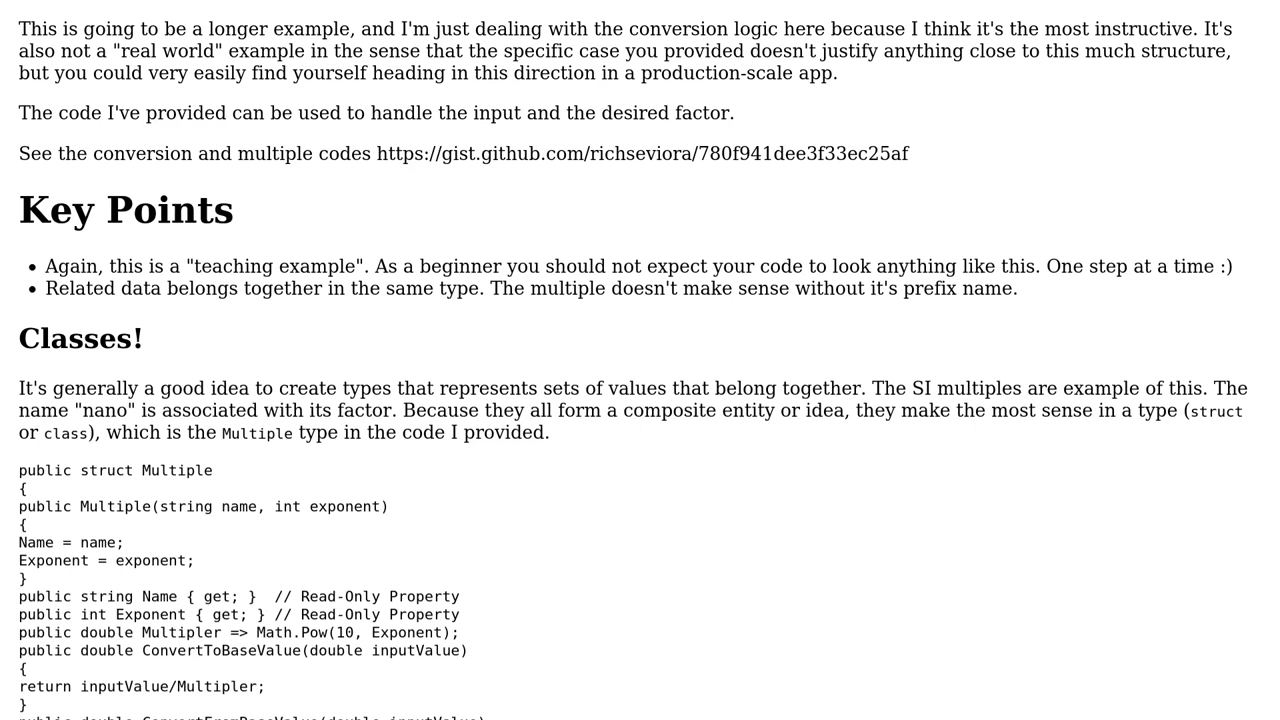 This is going to be a longer example, and I'm just dealing with the conversion logic here because I think it's the most instructive. It's
also not a "real world" example in the sense that the specific case you provided doesn't justify anything close to this much structure,
but you could very easily find yourself heading in this direction in a production-scale app.
The code I've provided can be used to handle the input and the desired factor.
See the conversion and multiple codes https://gist.github.com/richseviora/780f941dee3f33ec25af
Key Points
• Again, this is a "teaching example". As a beginner you should not expect your code to look anything like this. One step at a time :)
• Related data belongs together in the same type. The multiple doesn't make sense without it's prefix name.
Classes!
It's generally a good idea to create types that represents sets of values that belong together. The SI multiples are example of this. The
name "nano" is associated with its factor. Because they all form a composite entity or idea, they make the most sense in a type (struct
or class), which is the Multiple type in the code I provided.
public struct Multiple
{
public Multiple(string name, int exponent)
{
Name = name;
Exponent = exponent;
}
public string Name { get; }  // Read-Only Property
public int Exponent { get; } // Read-Only Property
public double Multipler => Math.Pow(10, Exponent);
public double ConvertToBaseValue(double inputValue)
{
return inputValue/Multipler;
}
public double ConvertFromBaseValue(double inputValue)